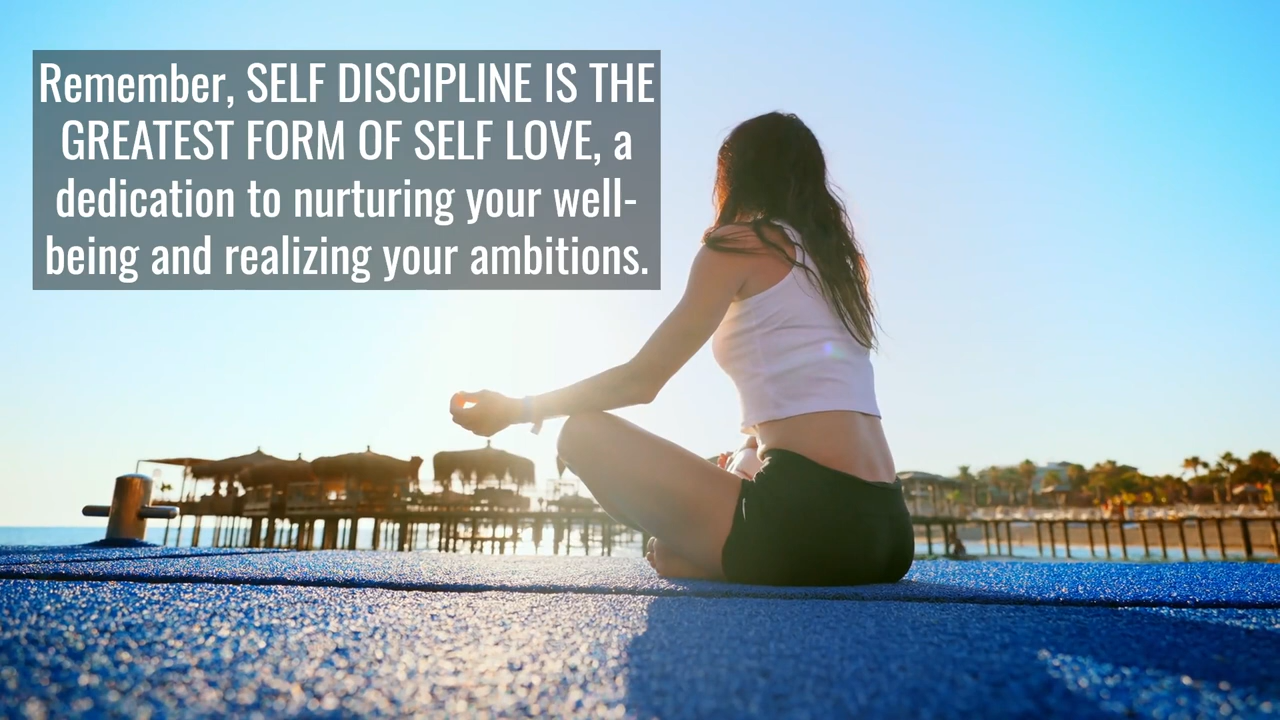 Remember, SELF DISCIPLINE IS THE
GREATEST FORM OF SELF LOVE, a
dedication to nurturing your well-
being and realizing your ambitions.